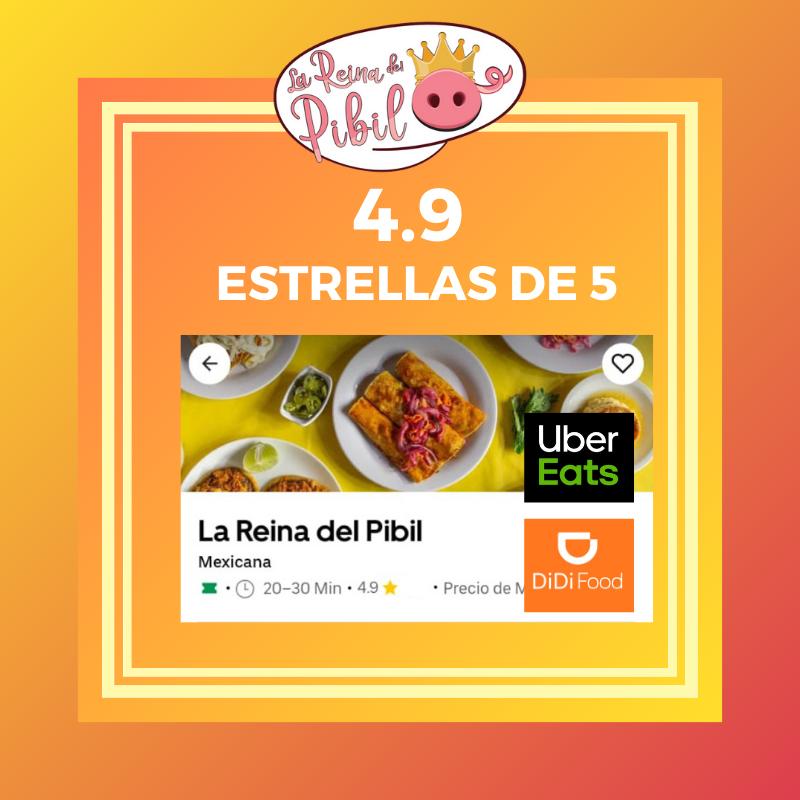 La Reina del
Pibil
4.9
ESTRELLAS DE 5
Uber
Eats
La Reina del Pibil
Mexicana
• 20–30 Min • 4.9 • Precio de M
DiDi Food